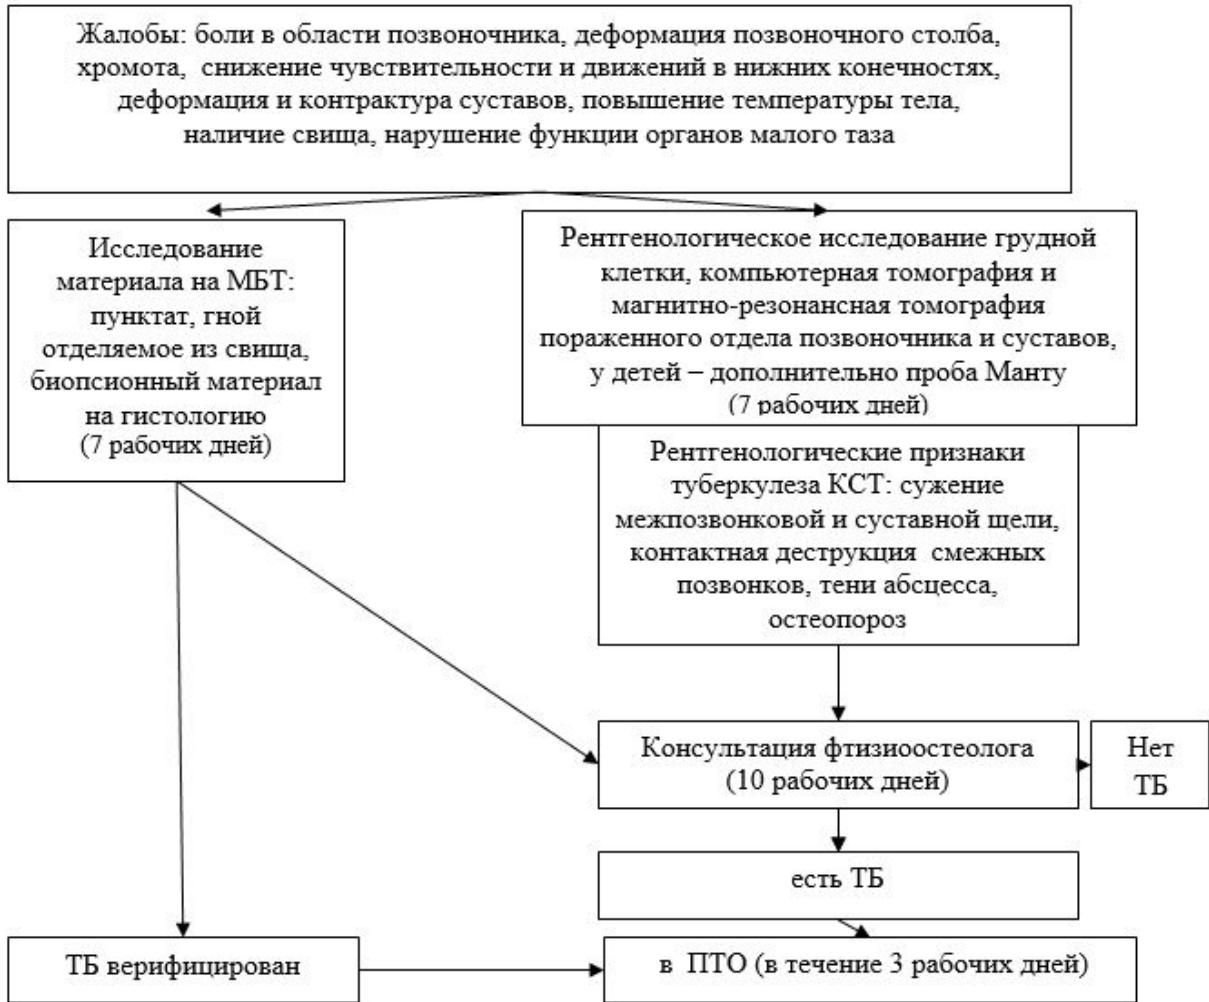 Жалобы: боли в области позвоночника, деформация позвоночного столба,
хромота, снижение чувствительности и движений в нижних конечностях,
деформация и контрактура суставов, повышение температуры тела,
наличие свища, нарушение функции органов малого таза
Исследование
материала на МБТ:
пунктат, гной
отделяемое из свища,
биопсионный материал
на гистологию
(7 рабочих дней)
Рентгенологическое исследование грудной
клетки, компьютерная томография и
магнитно-резонансная томография
пораженного отдела позвоночника и суставов,
у детей – дополнительно проба Манту
(7 рабочих дней)
Рентгенологические признаки
туберкулеза КСТ: сужение
межпозвонковой и суставной щели,
контактная деструкция смежных
позвонков, тени абсцесса,
остеопороз
Консультация фтизиоостеолога
(10 рабочих дней)
Нет
ТБ
есть ТБ
ТБ верифицирован
в ПТО (в течение 3 рабочих дней)